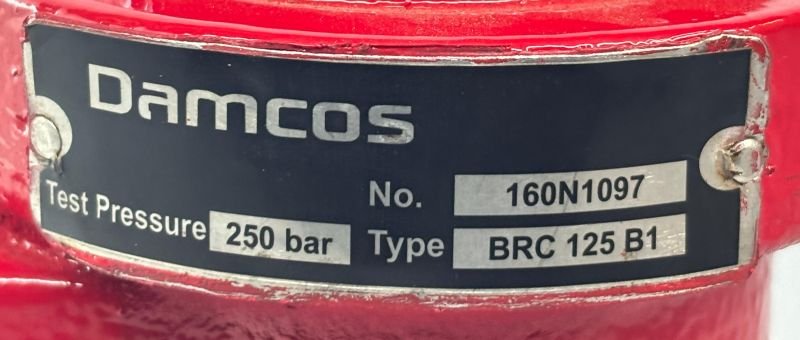 Damcos
No. 160N1097
Test Pressure 250 bar Type BRC 125 B1